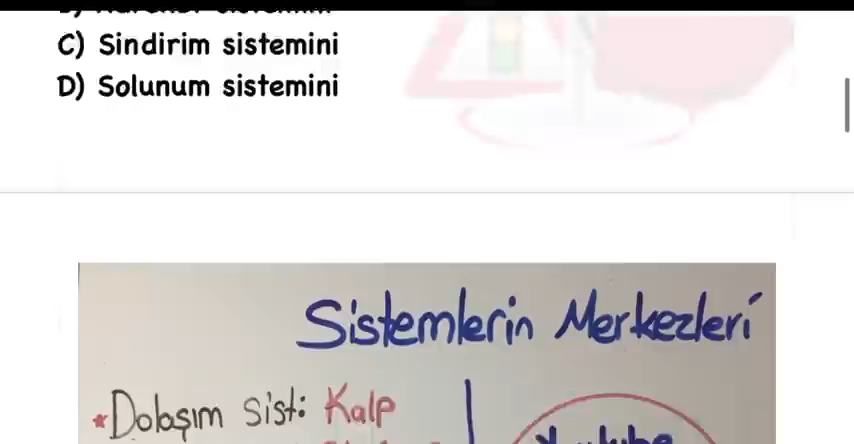 C) Sindirim sistemini
D) Solunum sistemini
Sistemlerin Merkezleri
*Dolaşım sist: Kalp